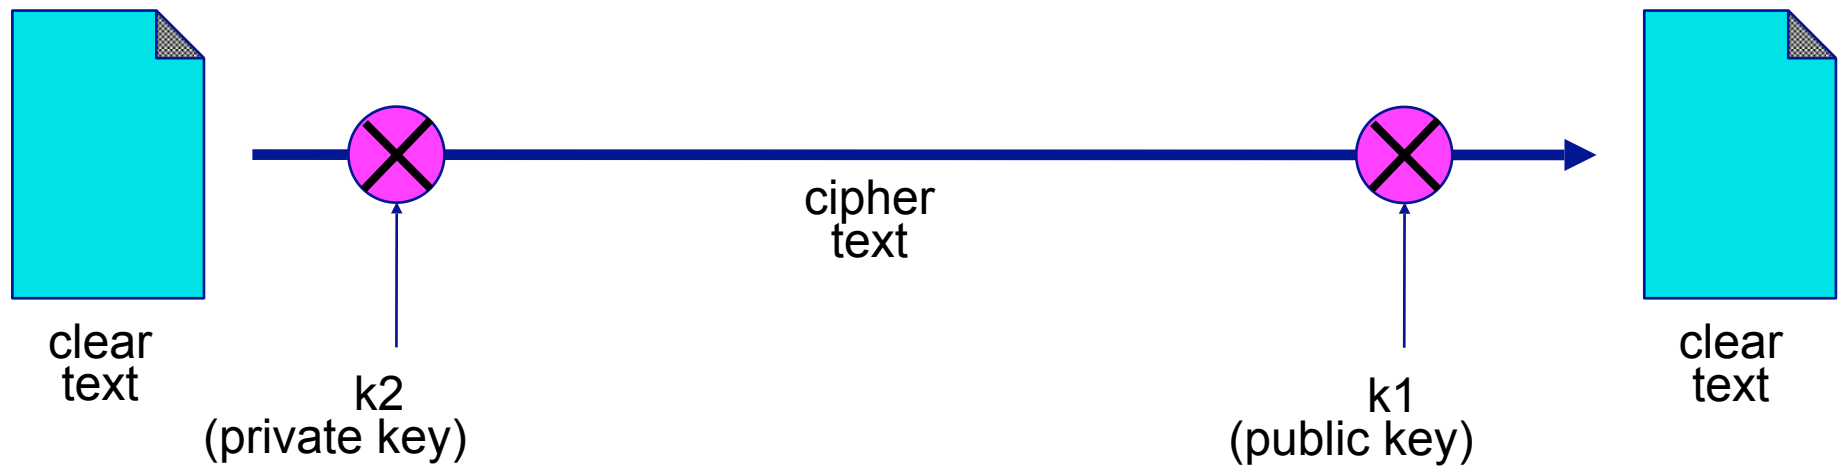 cipher
text
clear
text
k2
(private key)
k1
(public key)
clear
text